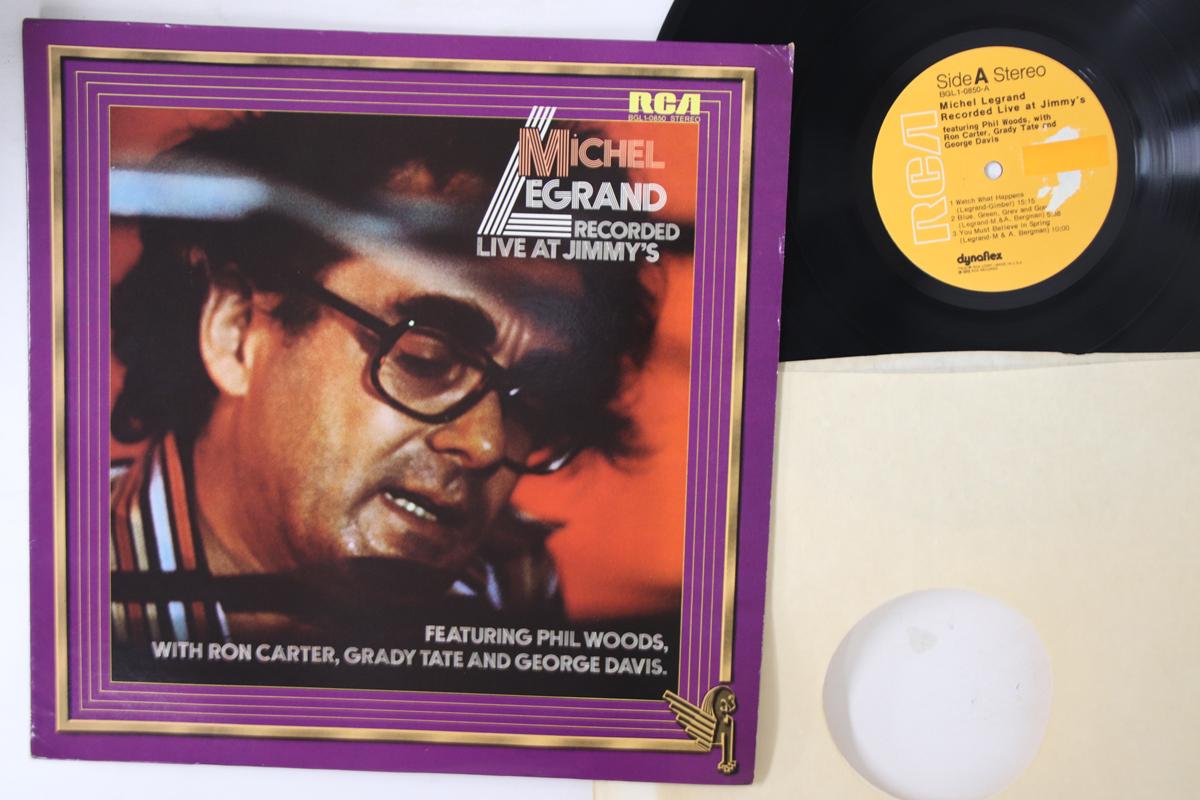 RCA
BGL1-0850 STEREO
MICHEL
LEGRAND
RECORDED
LIVE AT JIMMY'S
FEATURING PHIL WOODS,
WITH RON CARTER, GRADY TATE AND GEORGE DAVIS.
Side A Stereo
BGL1-0850-A
Michel Legrand
Recorded Live at Jimmy's
featuring Phil Woods, with
Ron Carter, Grady Tate and
George Davis
RCA
1 Watch What Happens
(Legrand-Gimbel) 15:15
2 Blue, Green, Grey and
(Legrand-M.&A. Bergman)
3 You Must Believe in Spring
(Legrand-M & A. Bergman) 10:00
dynaflex